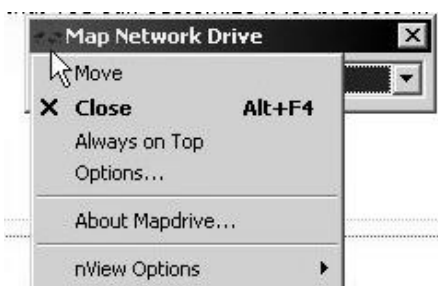 Map Network Drive
Move
Close Alt+F4
Always on Top
Options...
About Mapdrive...
nView Options